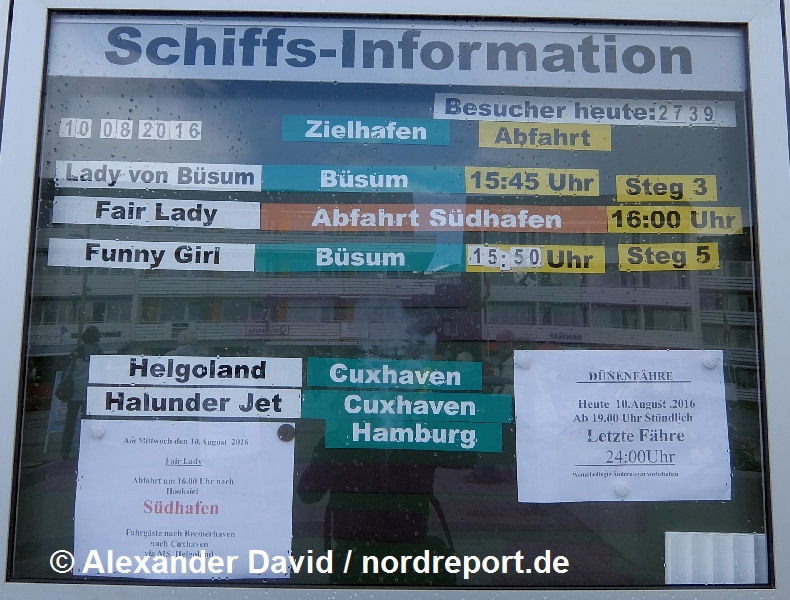 Schiffs-Information
Besucher heute: 2739
10 08 2016 Zielhafen Abfahrt
Lady von Büsum Büsum 15:45 Uhr Steg 3
Fair Lady Abfahrt Südhafen 16:00 Uhr
Funny Girl Büsum 15:50 Uhr Steg 5
Helgoland Cuxhaven
Halunder Jet Cuxhaven
Hamburg
Am Mittwoch den 10.August 2016
Fair Lady
Abfahrt um 16.00 Uhr nach
Hooksiel
Südhafen
Fahrgäste nach Bremerhaven
nach Cuxhaven
via MS. Helgoland
DÜNENFÄHRE
Heute 10.August .2016
Ab 19.00 Uhr Stündlich
Letzte Fähre
24:00Uhr
Wetterbedingte Änderungen vorbehalten
© Alexander David / nordreport.de